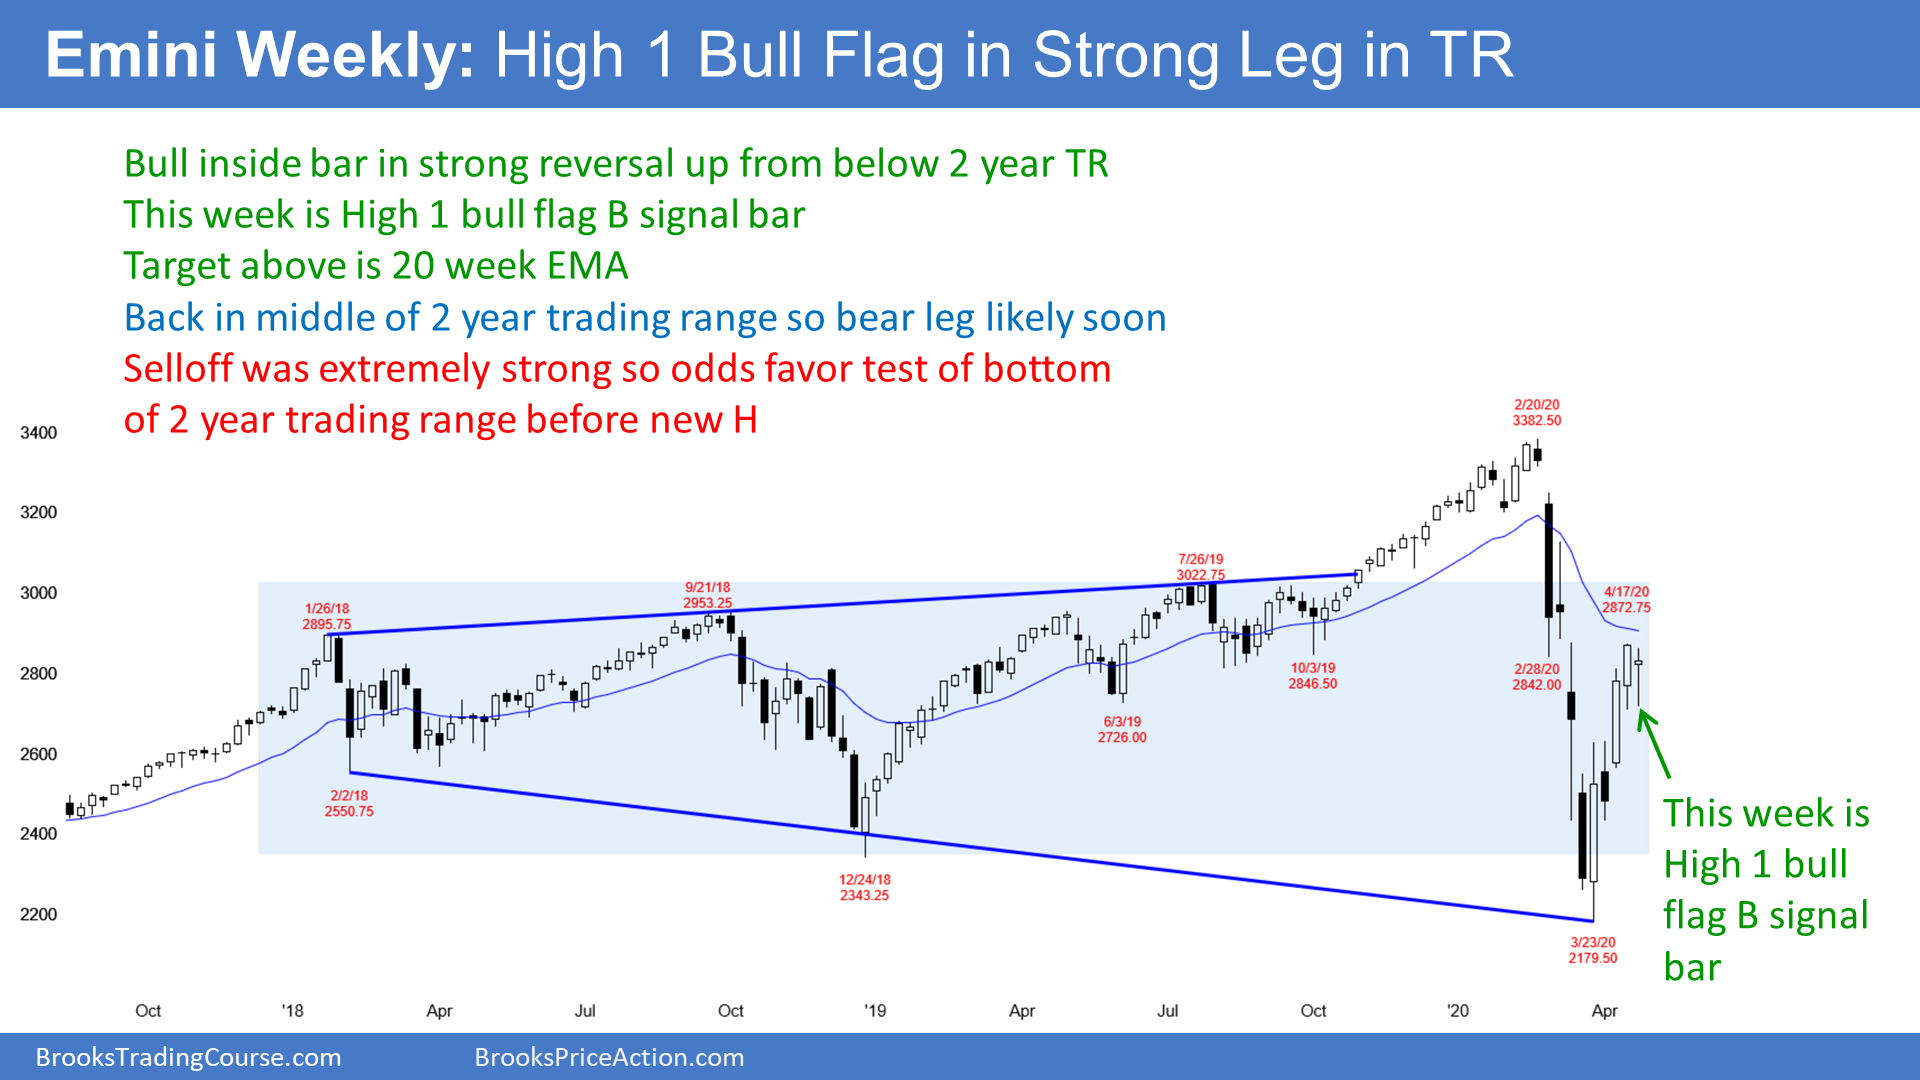 Emini Weekly: High 1 Bull Flag in Strong Leg in TR
Bull inside bar in strong reversal up from below 2 year TR
This week is High 1 bull flag B signal bar
Target above is 20 week EMA
Back in middle of 2 year trading range so bear leg likely soon
Selloff was extremely strong so odds favor test of bottom
of 2 year trading range before new H
3400
3200
3000
2800
2600
2400
2200
1/26/18
2895.75
2/2/18
2550.75
9/21/18
2953.25
12/24/18
2343.25
6/3/19
2726.00
7/26/19
3022.75
10/3/19
2846.50
2/20/20
3382.50
2/28/20
2842.00
3/23/20
2179.50
4/17/20
2872.75
This week is
High 1 bull
flag B signal
bar
Oct
'18
Apr
Jul
Oct
'19
Apr
Jul
Oct
'20
Apr
BrooksTradingCourse.com
BrooksPriceAction.com